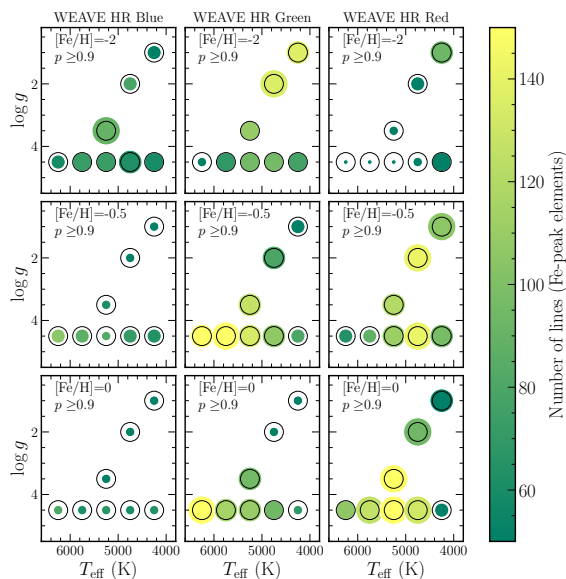 WEAVE HR Blue WEAVE HR Green WEAVE HR Red
[Fe/H]=-2 [Fe/H]=-2 [Fe/H]=-2
p ≥0.9 p ≥0.9 p ≥0.9
log g 2 4
[Fe/H]=-0.5 [Fe/H]=-0.5 [Fe/H]=-0.5
p ≥0.9 p ≥0.9 p ≥0.9
log g 2 4
[Fe/H]=0 [Fe/H]=0 [Fe/H]=0
p ≥0.9 p ≥0.9 p ≥0.9
log g 2 4
6000 5000 4000 6000 5000 4000 6000 5000 4000
Teff (K) Teff (K) Teff (K)
140
120
100
80
60
Number of lines (Fe-peak elements)